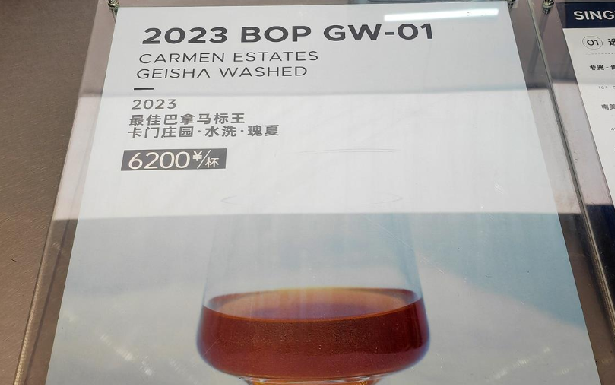 2023 BOP GW-01
CARMEN ESTATES
GEISHA WASHED
2023
最佳巴拿马标王
卡门庄园·水洗·瑰夏
6200¥/杯
SING
01